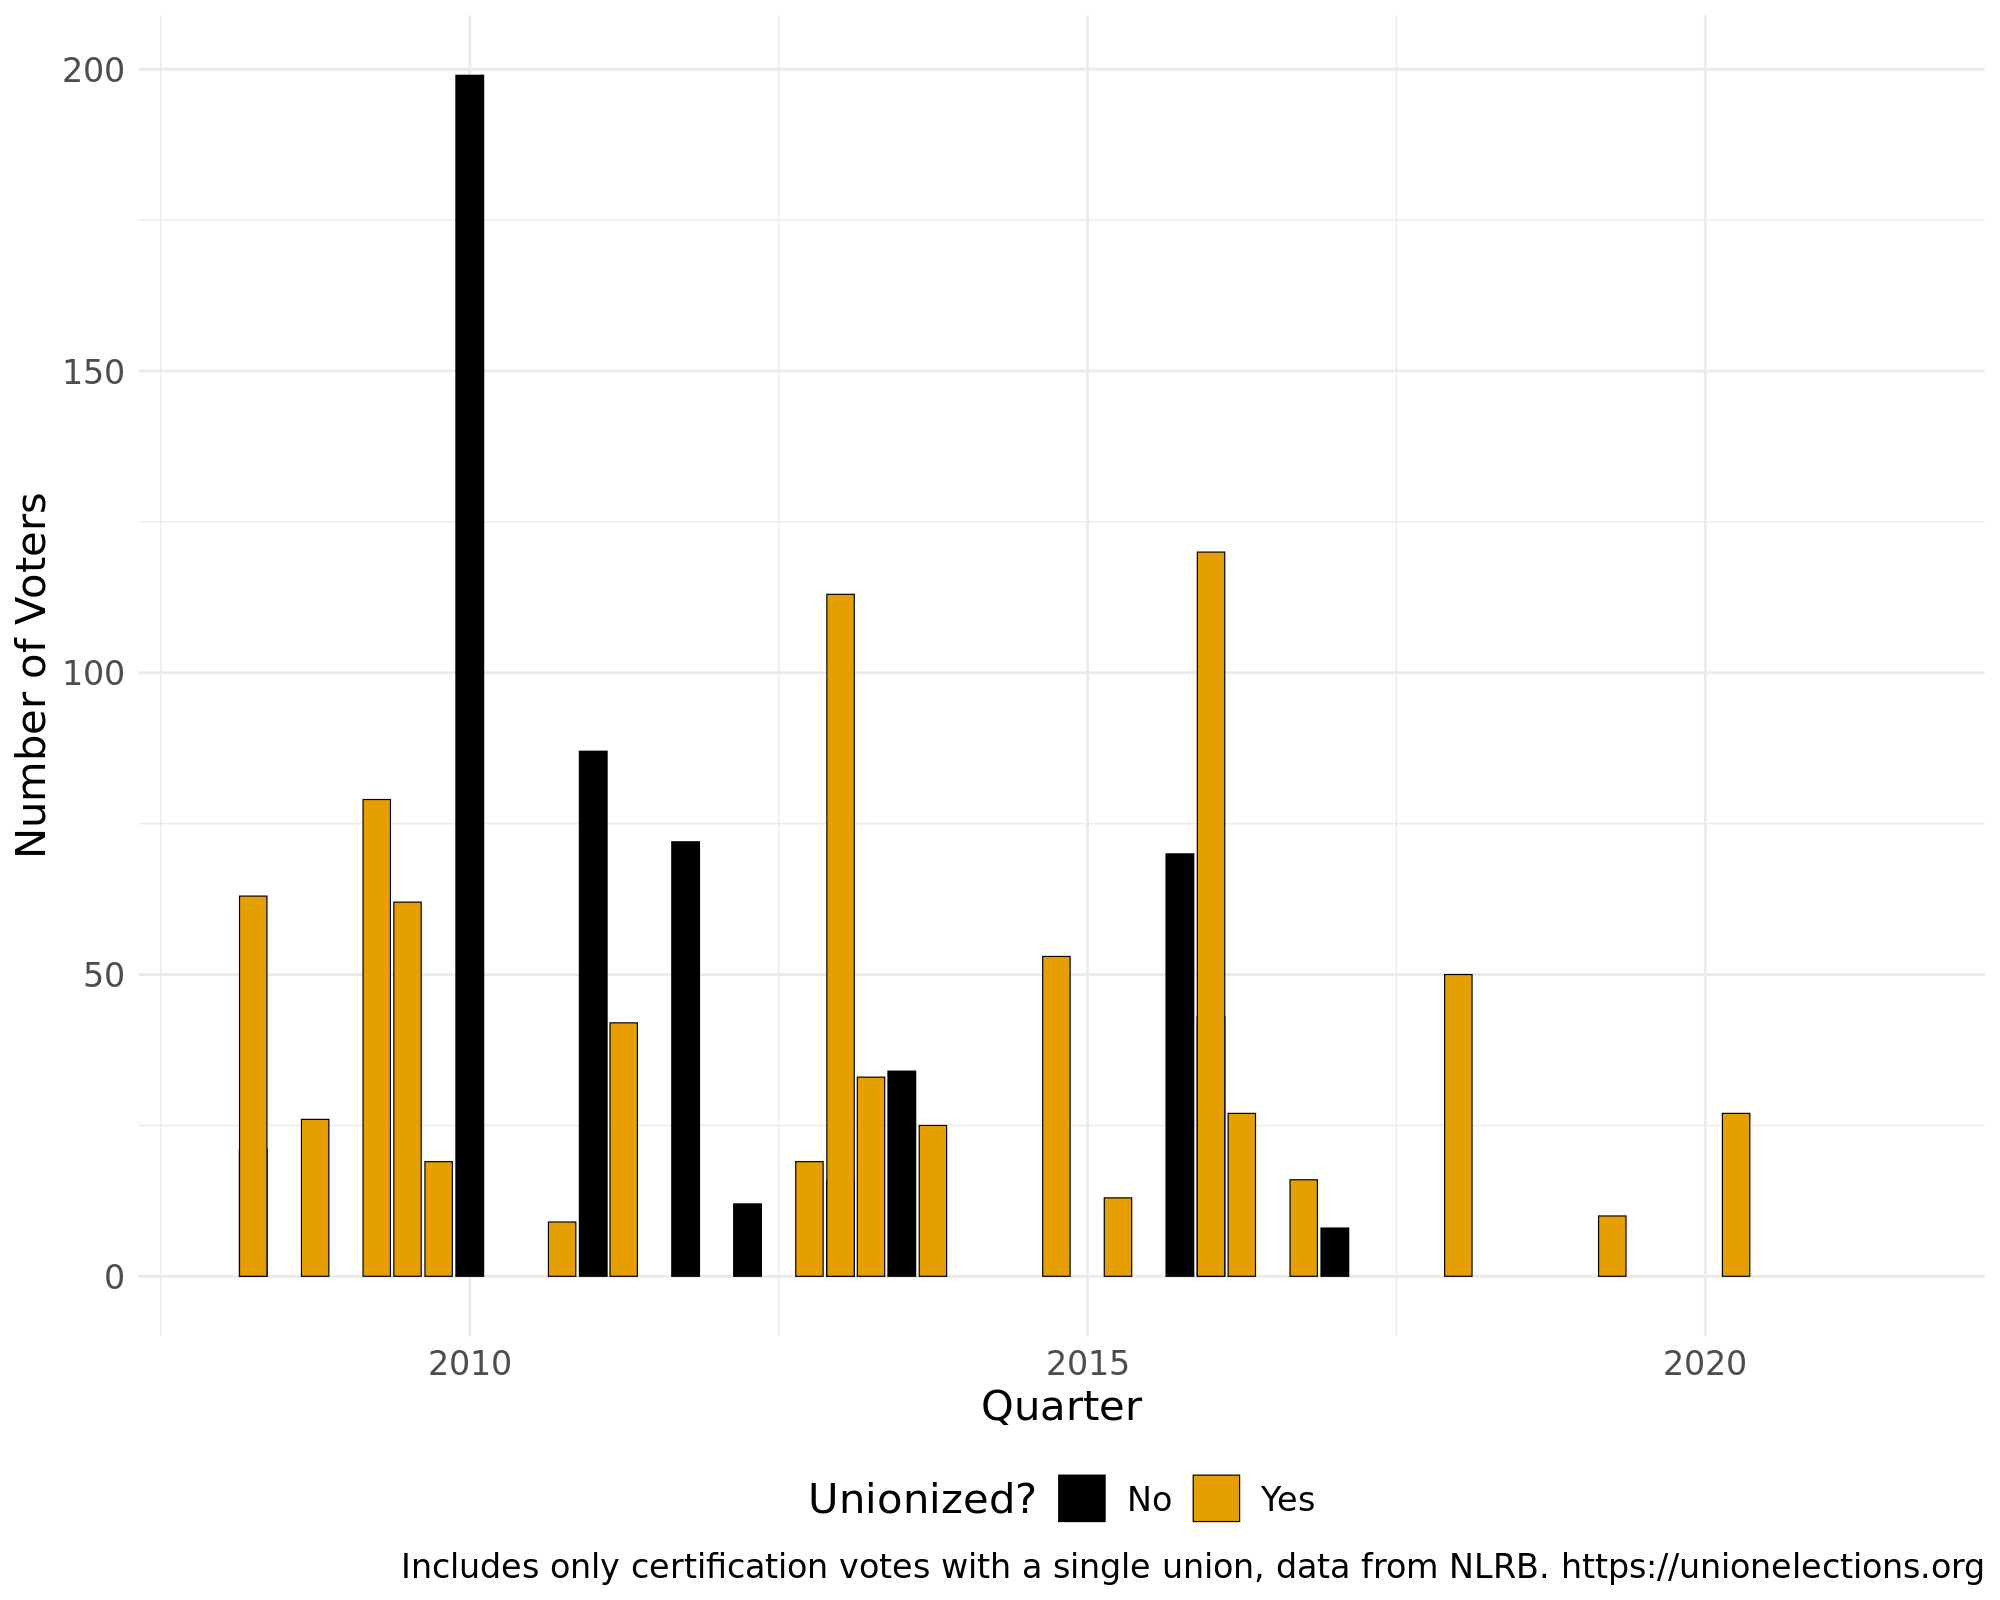 200
150
100
50
0
Number of Voters
2010 2015 2020
Quarter
Unionized? No Yes
Includes only certification votes with a single union, data from NLRB. https://unionelections.org